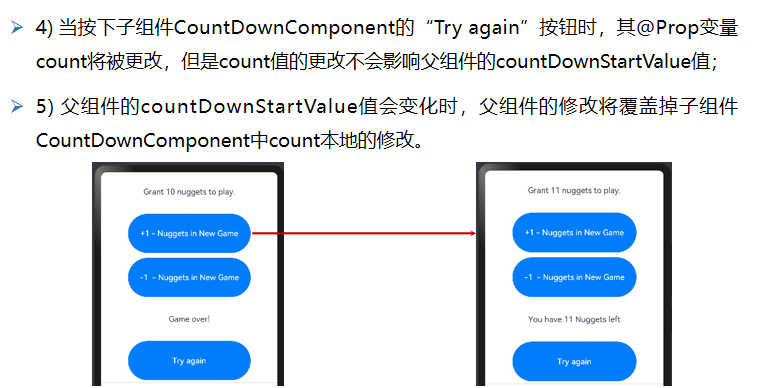 ➢ 4) 当按下子组件CountDownComponent的“Try again”按钮时，其@Prop变量
count将被更改，但是count值的更改不会影响父组件的countDownStartValue值；
➢ 5) 父组件的countDownStartValue值会变化时，父组件的修改将覆盖掉子组件
CountDownComponent中count本地的修改。
Grant 10 nuggets to play.
+1 - Nuggets in New Game
-1 - Nuggets in New Game
Game over!
Try again
Grant 11 nuggets to play.
+1 - Nuggets in New Game
-1 - Nuggets in New Game
You have 11 Nuggets left
Try again